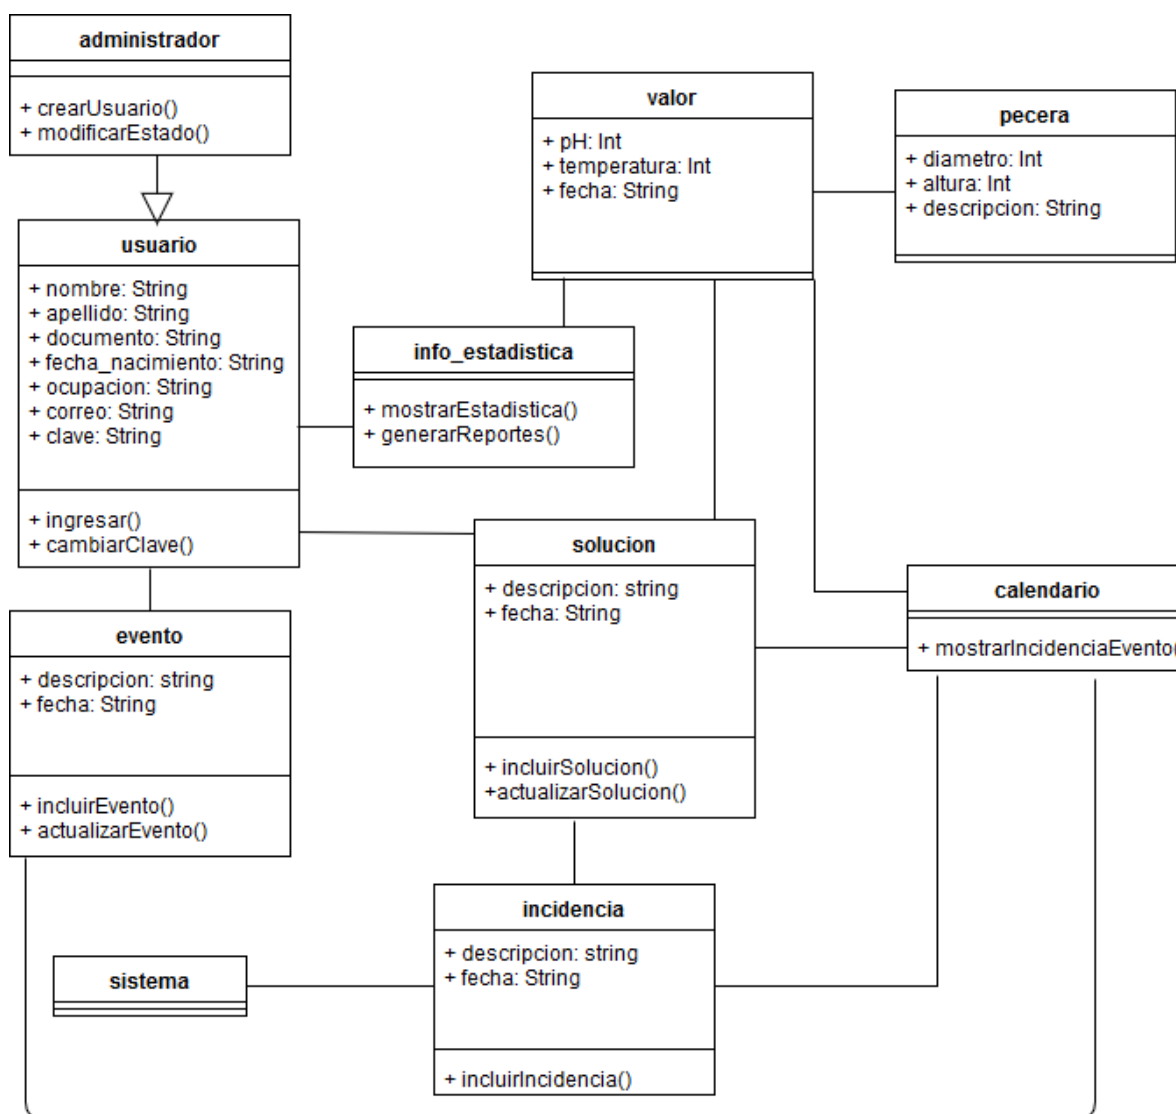 administrador
+ crearUsuario()
+ modificarEstado()
valor
+ pH: Int
+ temperatura: Int
+ fecha: String
pecera
+ diametro: Int
+ altura: Int
+ descripcion: String
usuario
+ nombre: String
+ apellido: String
+ documento: String
+ fecha_nacimiento: String
+ ocupacion: String
+ correo: String
+ clave: String
+ ingresar()
+ cambiarClave()
info_estadistica
+ mostrarEstadistica()
+ generarReportes()
solucion
+ descripcion: string
+ fecha: String
+ incluirSolucion()
+actualizarSolucion()
calendario
+ mostrarIncidenciaEvento(
evento
+ descripcion: string
+ fecha: String
+ incluirEvento()
+ actualizarEvento()
incidencia
+ descripcion: string
+ fecha: String
+ incluirIncidencia()
sistema